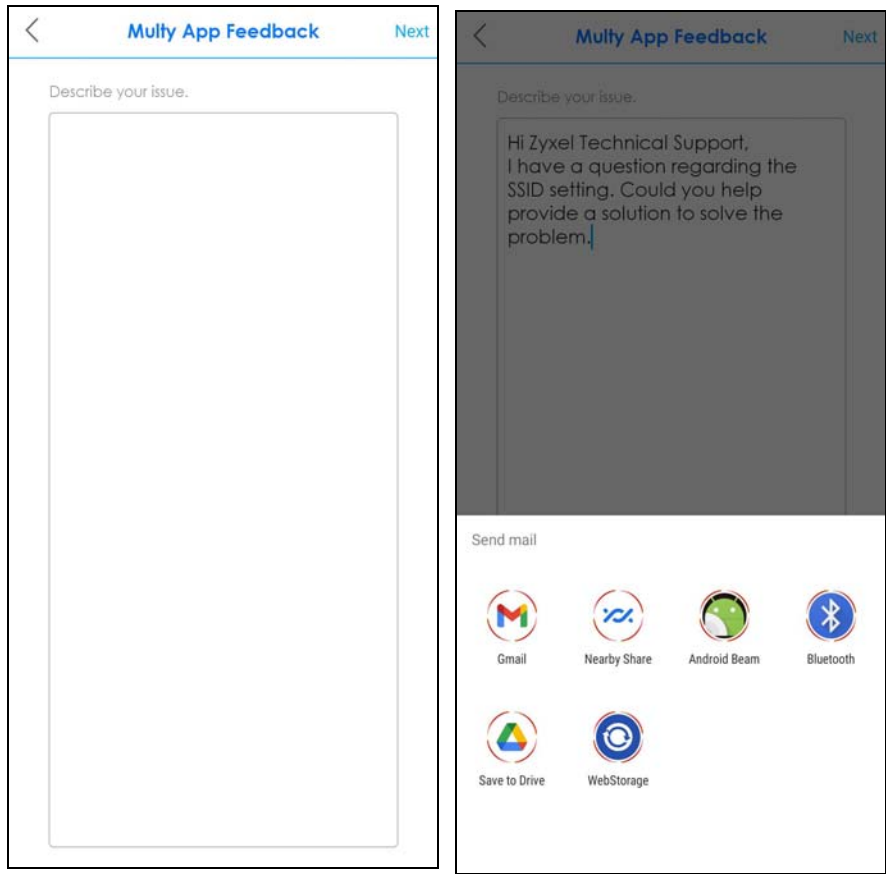 Multy App Feedback Next
Describe your issue.
Multy App Feedback Next
Describe your issue.
Hi Zyxel Technical Support,
I have a question regarding the
SSID setting. Could you help
provide a solution to solve the
problem.
Send mail
Gmail Nearby Share Android Beam Bluetooth
Save to Drive WebStorage